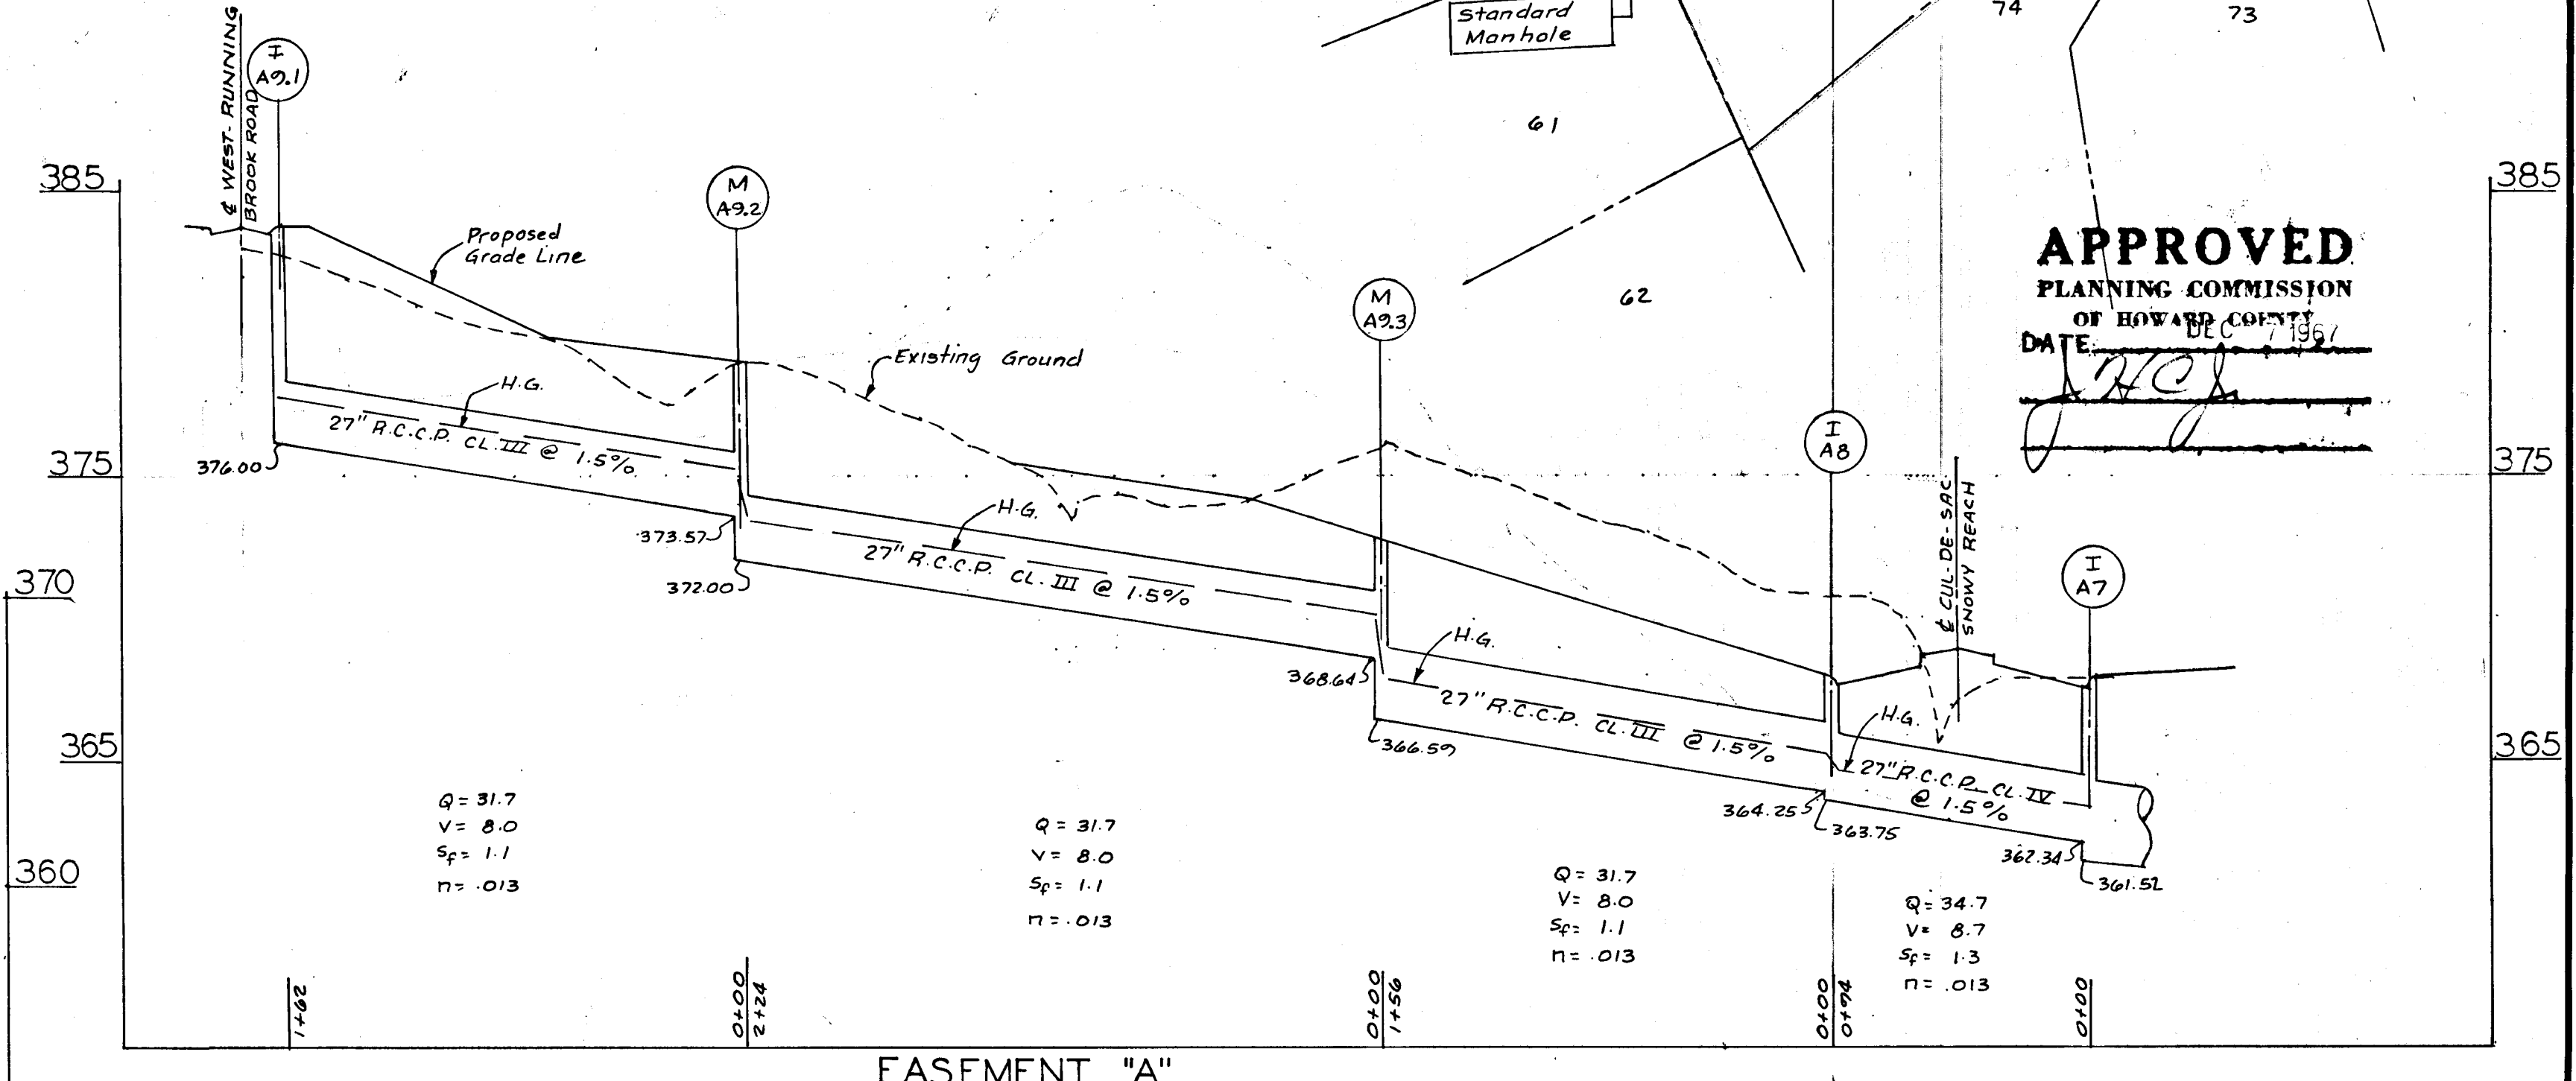 Standard
Manhole
74
73
61
62
℄ WEST-RUNNING
BROOK ROAD
I
A9.1
M
A9.2
M
A9.3
I
A8
I
A7
385
375
370
365
360
385
375
365
Proposed
Grade Line
Existing Ground
APPROVED
PLANNING COMMISSION
OF HOWARD COUNTY
DATE DEC 7 1967
H.G.
27" R.C.C.P. CL. III @ 1.5%
376.00
373.57
372.00
H.G.
27" R.C.C.P. CL. III @ 1.5%
368.64
366.59
H.G.
27" R.C.C.P. CL. III @ 1.5%
364.25
363.75
℄ CUL-DE-SAC
SNOWY REACH
H.G.
27" R.C.C.P. CL. IV
@ 1.5%
362.34
361.52
Q = 31.7
V = 8.0
Sf = 1.1
n = .013
Q = 31.7
V = 8.0
Sf = 1.1
n = .013
Q = 31.7
V = 8.0
Sf = 1.1
n = .013
Q = 34.7
V = 8.7
Sf = 1.3
n = .013
1+62
0+00
2+24
0+00
1+56
0+00
0+94
0+00
EASEMENT "A"